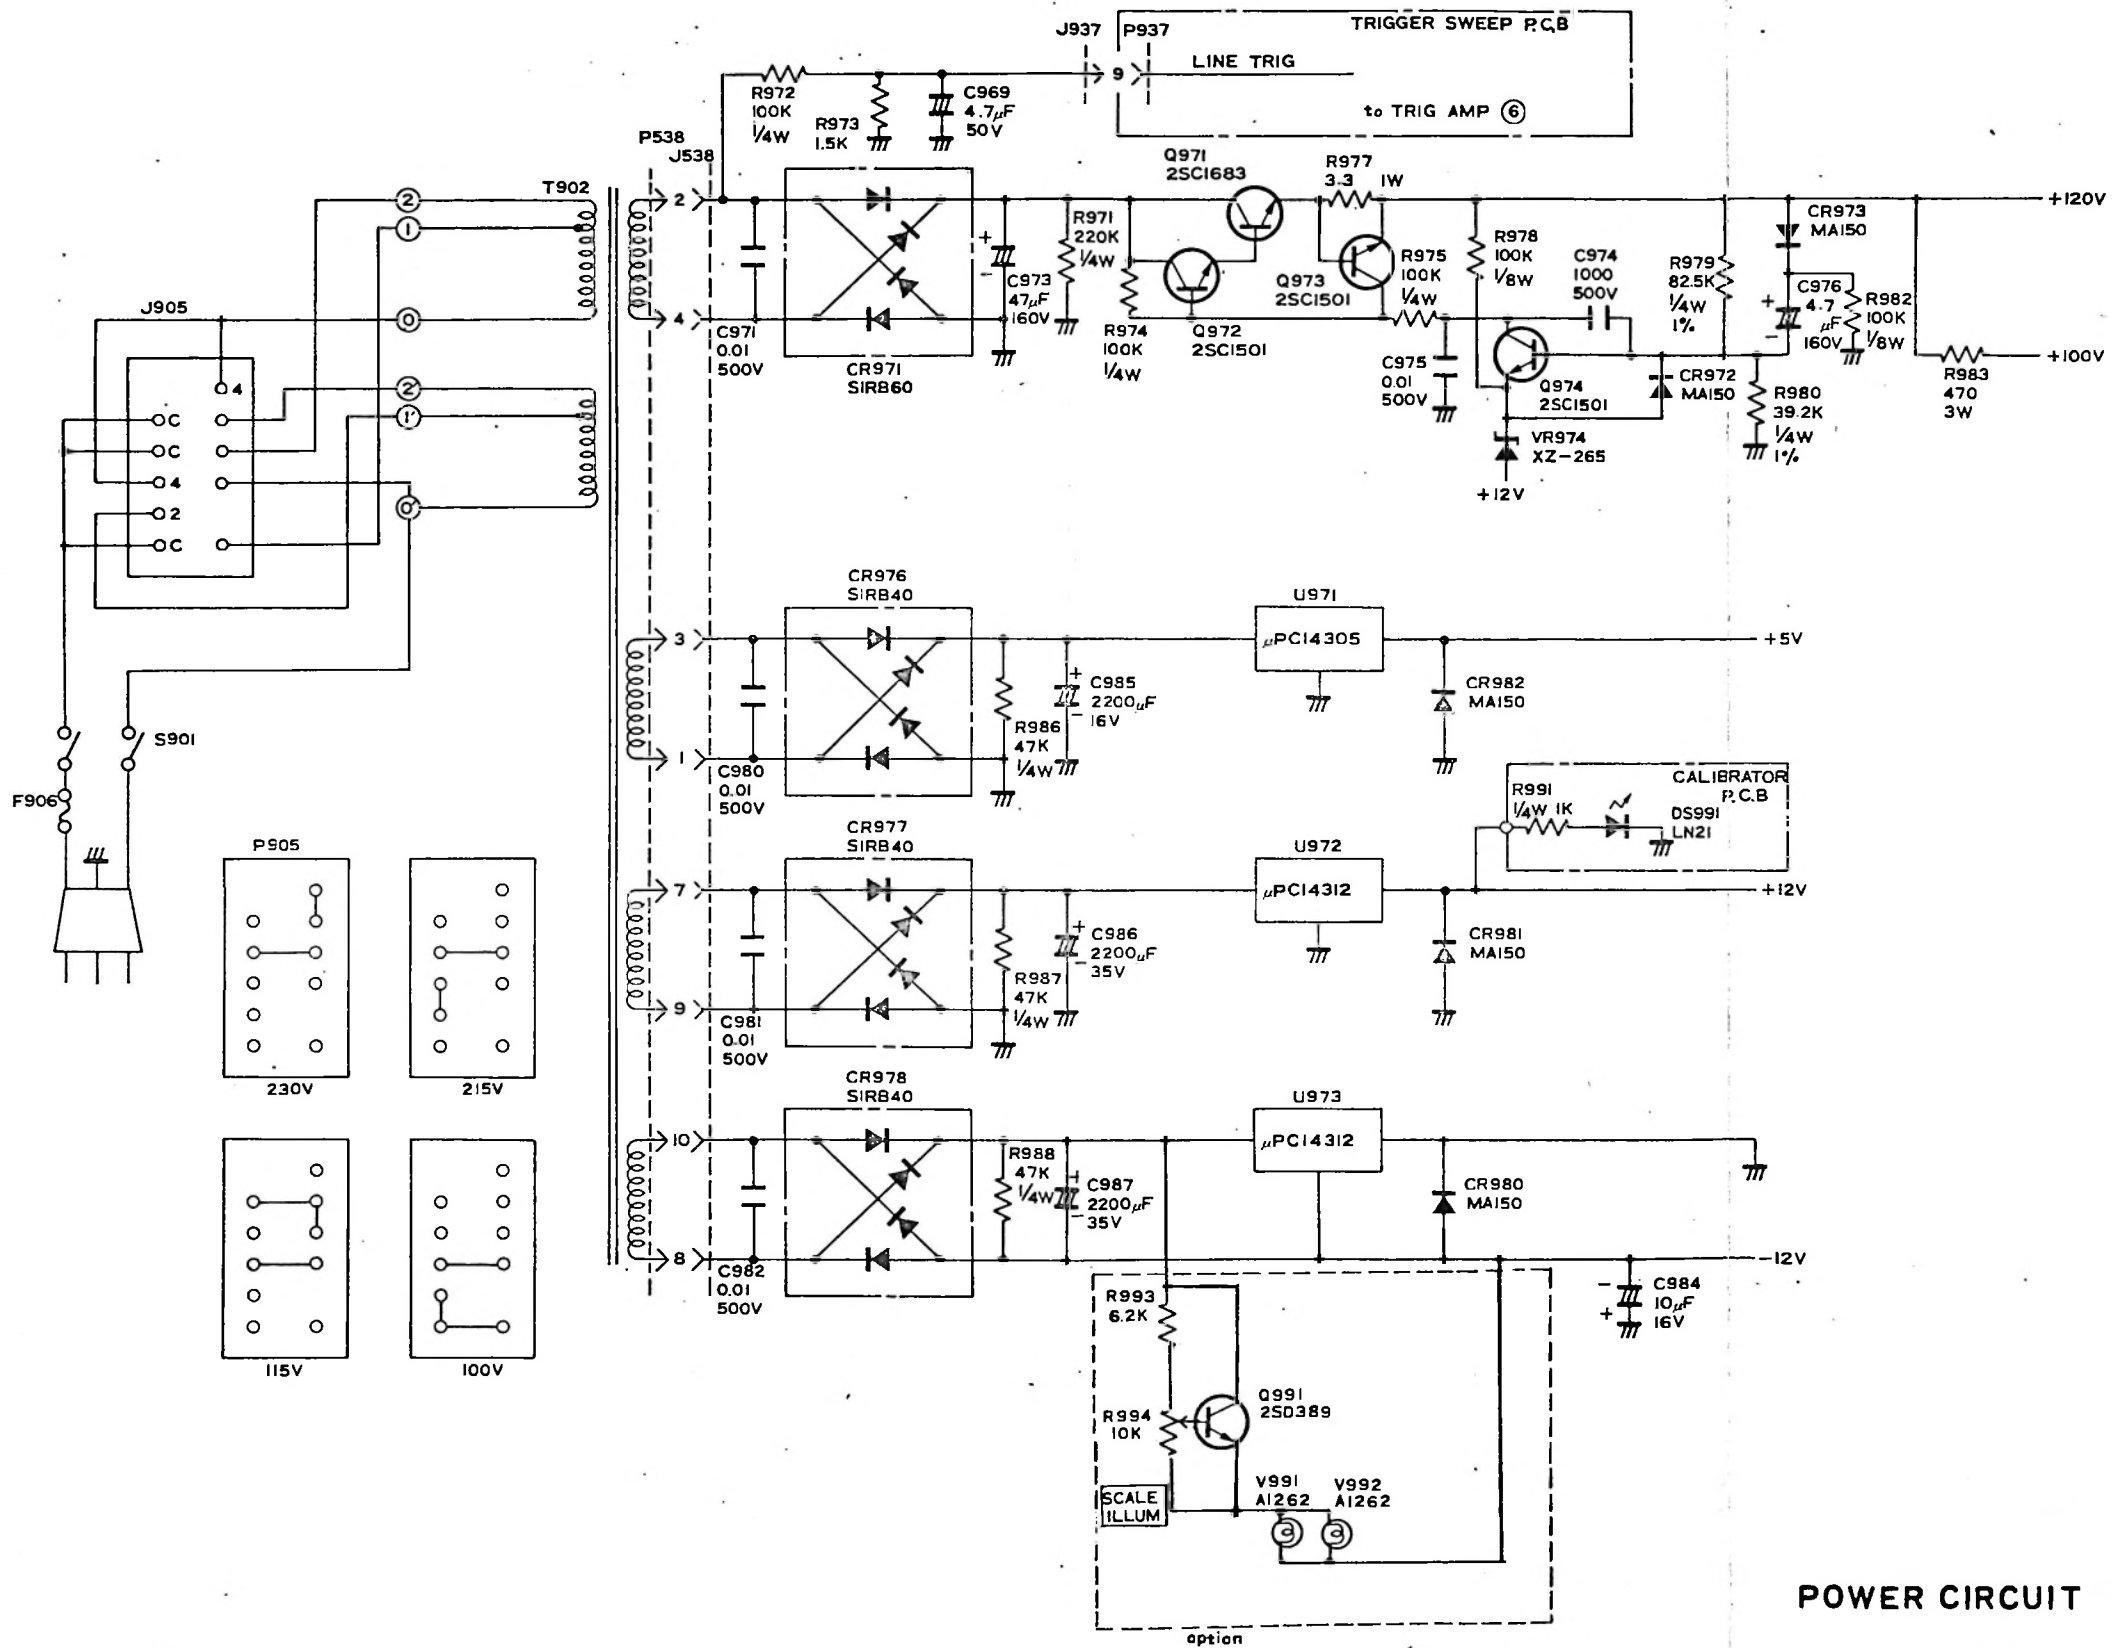 TRIGGER SWEEP P.C.B
J937 P937
9
LINE TRIG
to TRIG AMP ⑥
R972
100K
1/4W
R973
1.5K
C969
4.7µF
50V
P538
J538
T902
2
1
0
2'
1'
0'
J905
4
C
C
4
2
C
2
4
C971
0.01
500V
CR971
SIRB60
+
-
C973
47µF
160V
R971
220K
1/4W
R974
100K
1/4W
Q971
2SC1683
Q972
2SC1501
R977
3.3 1W
Q973
2SC1501
R975
100K
1/4W
C975
0.01
500V
R978
100K
1/8W
C974
1000
500V
Q974
2SC1501
VR974
XZ-265
+12V
CR972
MA150
R979
82.5K
1/4W
1%
R980
39.2K
1/4W
1%
CR973
MA150
+
-
C976
4.7
µF
160V
R982
100K
1/8W
+120V
+100V
R983
470
3W
3
1
C980
0.01
500V
CR976
SIRB40
R986
47K
1/4W
+
-
C985
2200µF
16V
U971
µPC14305
CR982
MA150
+5V
S901
F906
CALIBRATOR
P.C.B
R991
1/4W 1K
DS991
LN21
7
9
C981
0.01
500V
CR977
SIRB40
R987
47K
1/4W
+
-
C986
2200µF
35V
U972
µPC14312
CR981
MA150
+12V
P905
230V
215V
115V
100V
10
8
C982
0.01
500V
CR978
SIRB40
R988
47K
1/4W
+
-
C987
2200µF
35V
U973
µPC14312
CR980
MA150
-12V
-
+
C984
10µF
16V
R993
6.2K
R994
10K
Q991
2SD389
SCALE
ILLUM
V991
A1262
V992
A1262
option
POWER CIRCUIT